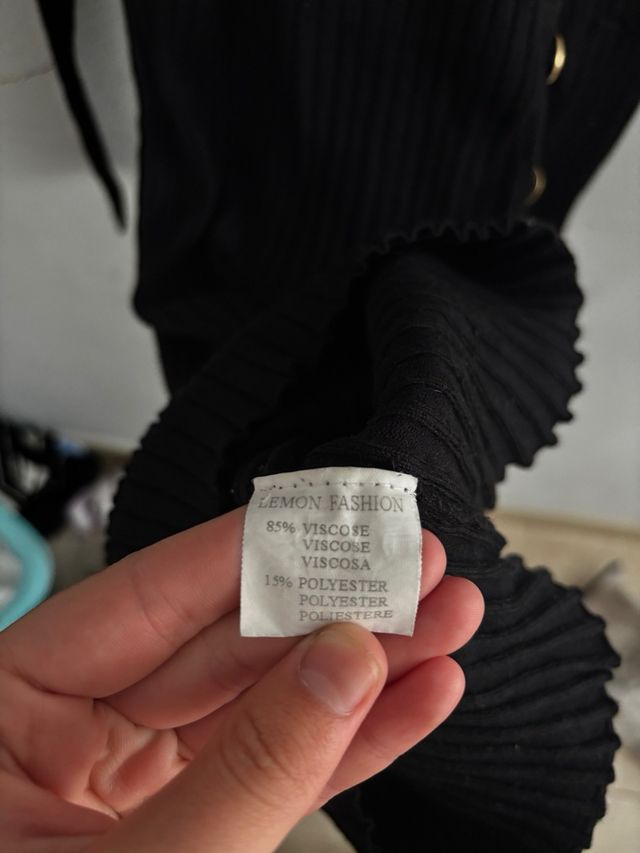 LEMON FASHION
85% VISCOSE
VISCOSE
VISCOSA
15% POLYESTER
POLYESTER
POLIESTERE